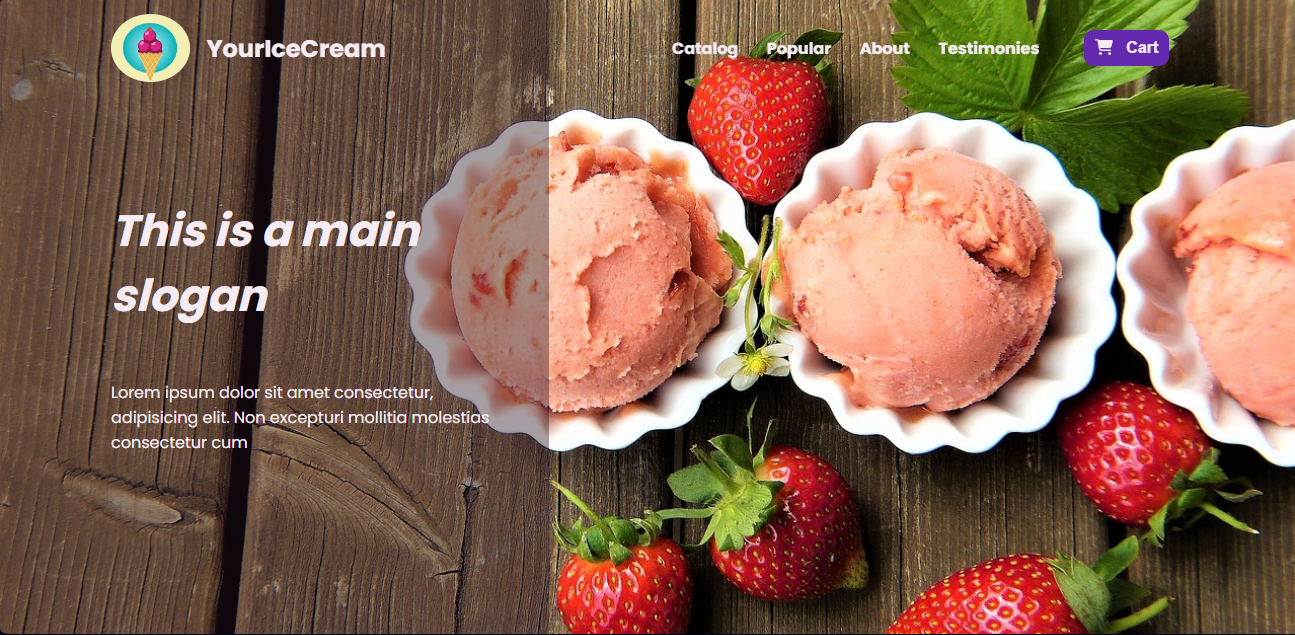 YourIceCream
Catalog Popular About Testimonies Cart
This is a main
slogan
Lorem ipsum dolor sit amet consectetur,
adipisicing elit. Non excepturi mollitia molestias
consectetur cum